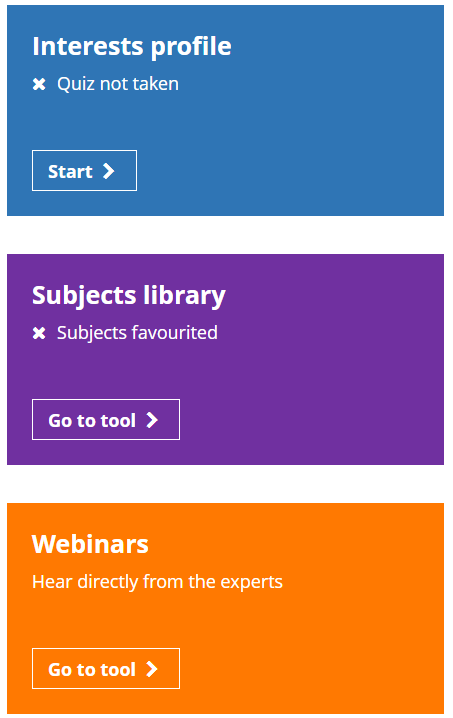 Interests profile
Quiz not taken
Start
Subjects library
Subjects favourited
Go to tool
Webinars
Hear directly from the experts
Go to tool